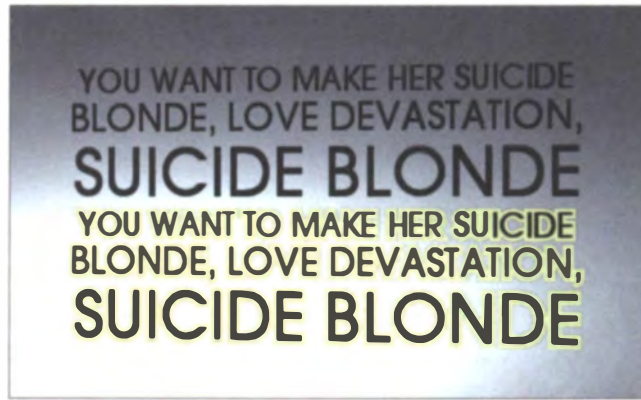 YOU WANT TO MAKE HER SUICIDE
BLONDE, LOVE DEVASTATION,
SUICIDE BLONDE
YOU WANT TO MAKE HER SUICIDE
BLONDE, LOVE DEVASTATION,
SUICIDE BLONDE